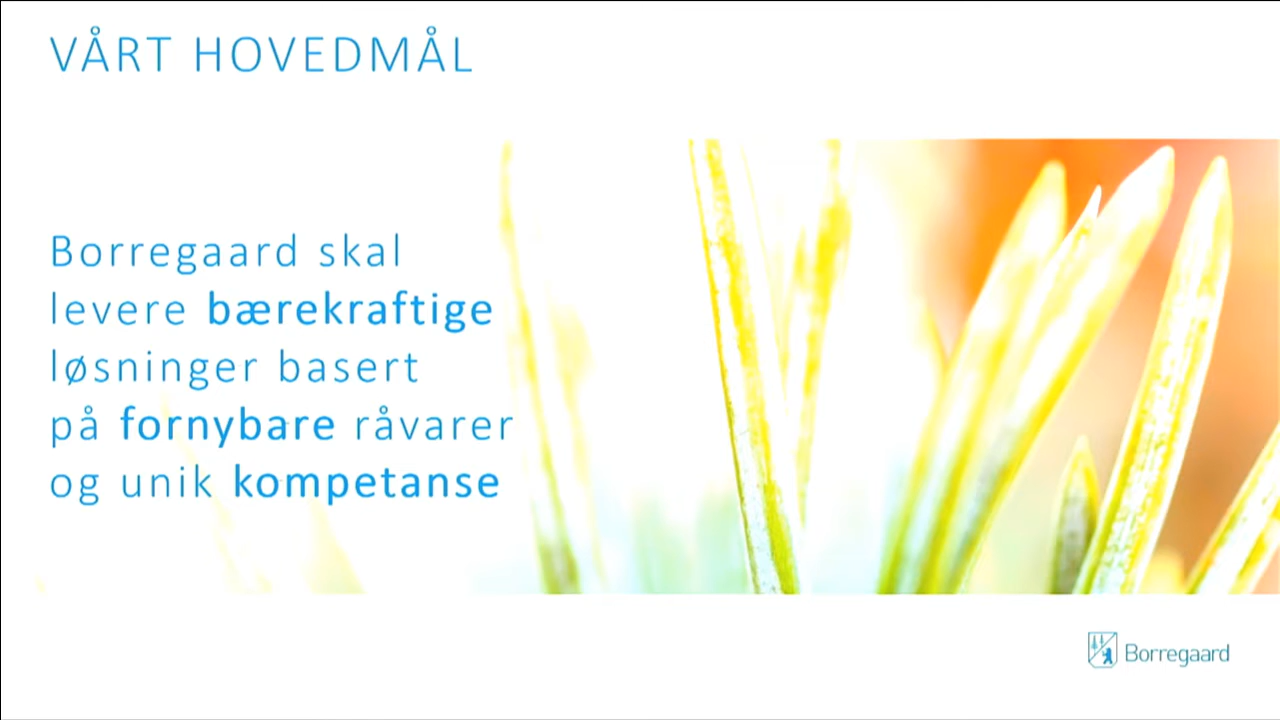 VÅRT HOVEDMÅL
Borregaard skal
levere bærekraftige
løsninger basert
på fornybare råvarer
og unik kompetanse
Borregaard